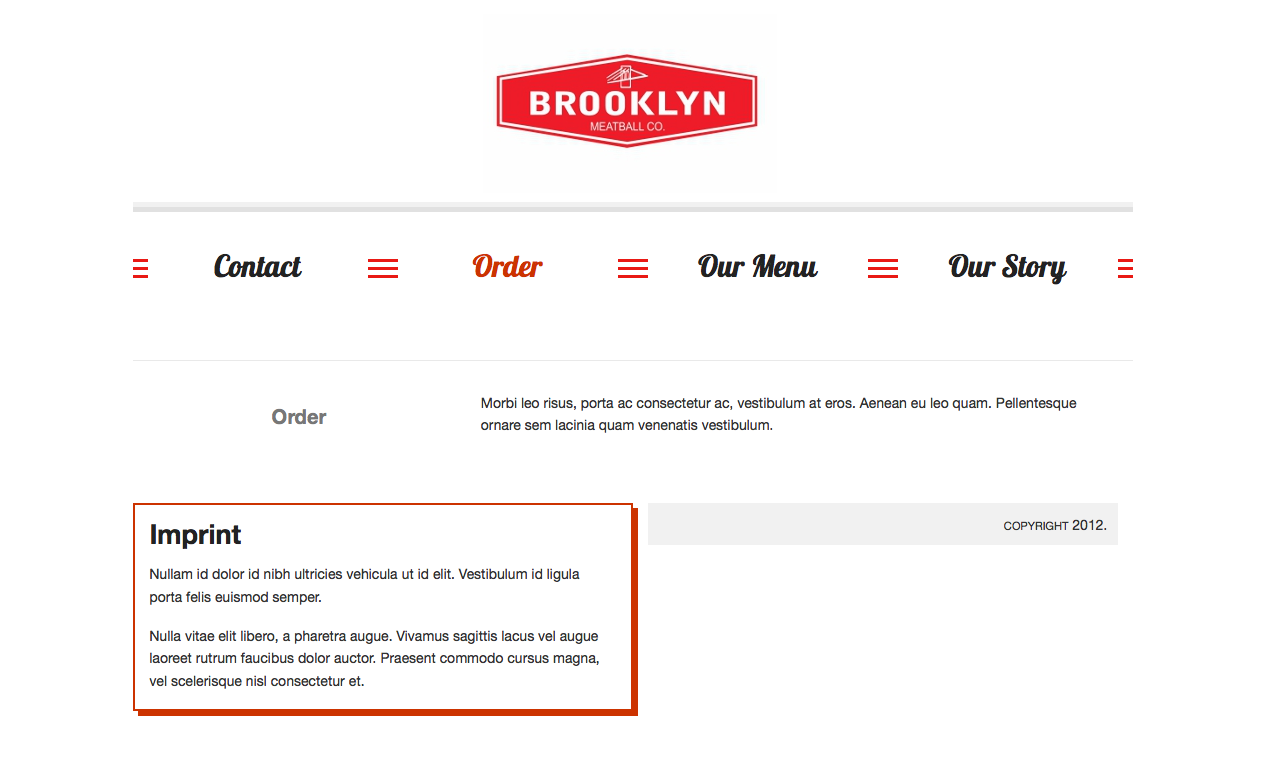 BROOKLYN
MEATBALL CO.
Contact
Order
Our Menu
Our Story
Order
Morbi leo risus, porta ac consectetur ac, vestibulum at eros. Aenean eu leo quam. Pellentesque
ornare sem lacinia quam venenatis vestibulum.
Imprint
Nullam id dolor id nibh ultricies vehicula ut id elit. Vestibulum id ligula
porta felis euismod semper.
Nulla vitae elit libero, a pharetra augue. Vivamus sagittis lacus vel augue
laoreet rutrum faucibus dolor auctor. Praesent commodo cursus magna,
vel scelerisque nisl consectetur et.
COPYRIGHT 2012.